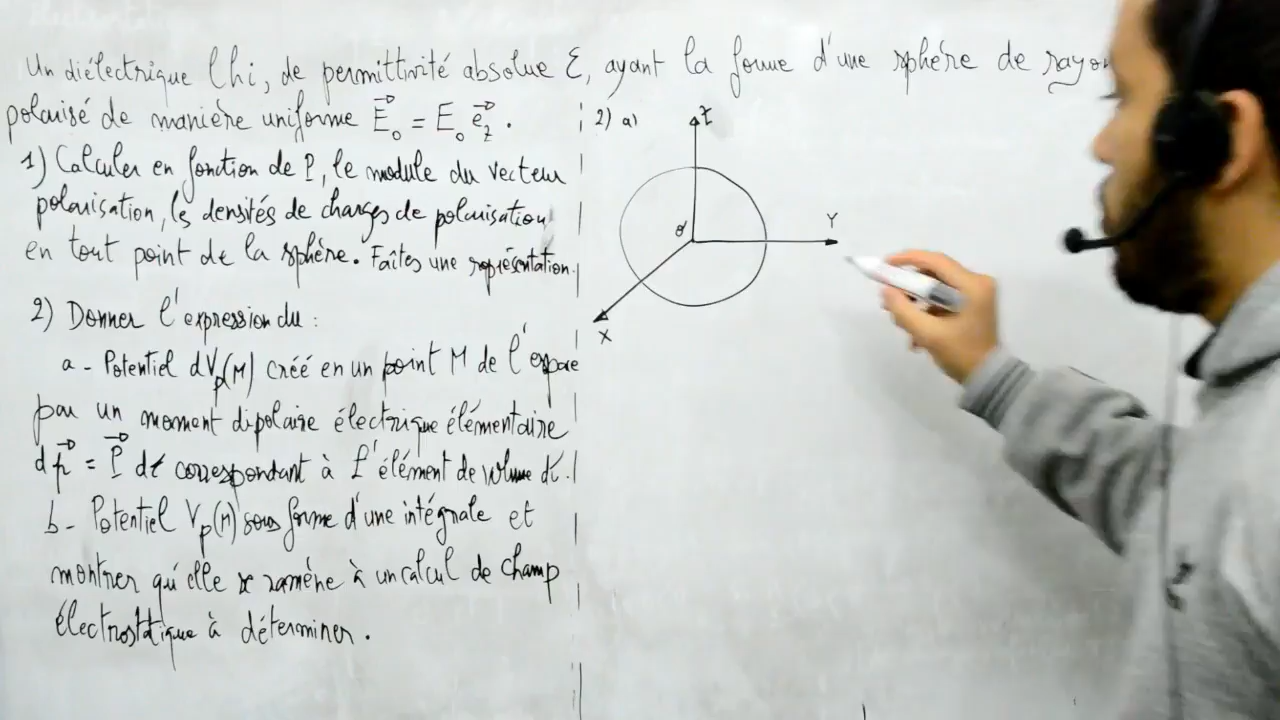 Un diélectrique lhi, de permittivité absolue ε, ayant la forme d'une sphère de rayon
polarisé de manière uniforme E⃗₀ = E₀ e⃗z.
1) Calculer en fonction de P, le module du vecteur
polarisation, les densités de charges de polarisation
en tout point de la sphère. Faîtes une représentation.
2) Donner l'expression du :
a - Potentiel dVp(M) créé en un point M de l'espace
par un moment dipolaire électrique élémentaire
dp⃗ = P⃗ dτ correspondant à l'élément de volume dτ.
b - Potentiel Vp(M) sous forme d'une intégrale et
montrer qu'elle se ramène à un calcul de champ
électrostatique à déterminer.
2) a)
Z
O
Y
X